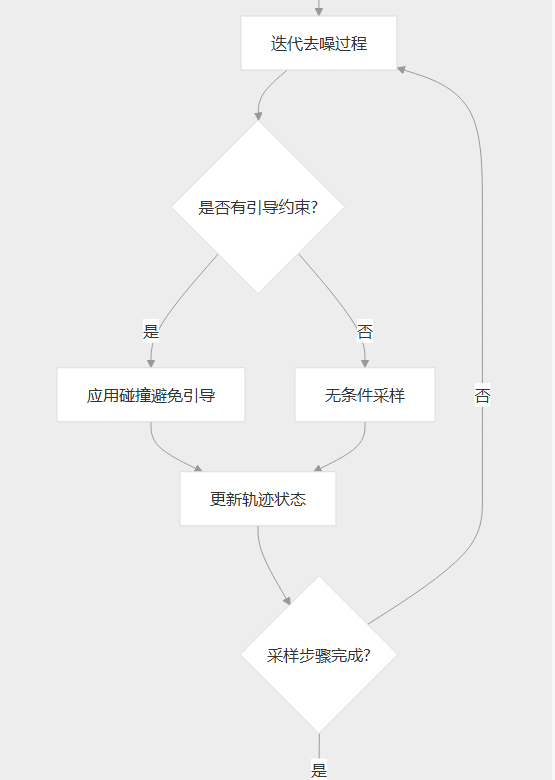 迭代去噪过程
是否有引导约束?
是
否
应用碰撞避免引导
无条件采样
否
更新轨迹状态
采样步骤完成?
是